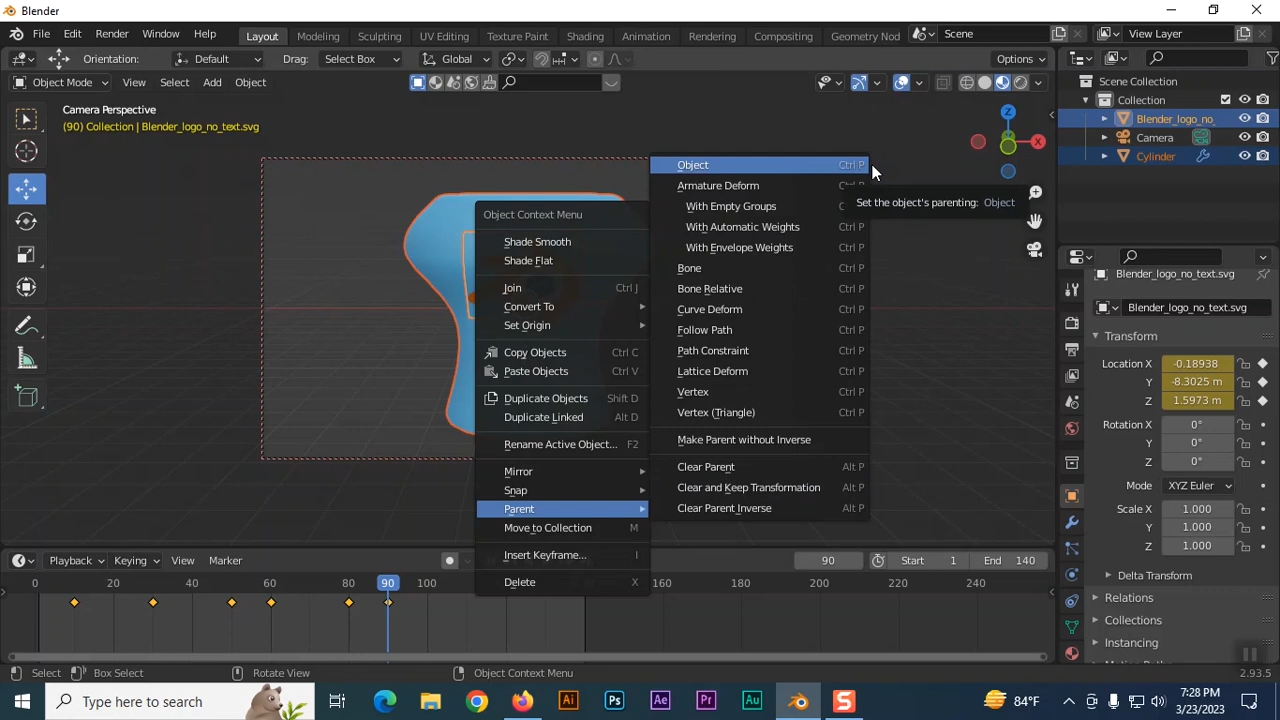 Blender
File Edit Render Window Help
Layout Modeling Sculpting UV Editing Texture Paint Shading Animation Rendering Compositing Geometry Nod Scene View Layer
Orientation: Default Drag: Select Box Global Options
Object Mode View Select Add Object
Camera Perspective
(90) Collection | Blender_logo_no_text.svg
Z
X
Scene Collection
Collection
Blender_logo_no_
Camera
Cylinder
Object Context Menu
Shade Smooth
Shade Flat
Join Ctrl J
Convert To
Set Origin
Copy Objects Ctrl C
Paste Objects Ctrl V
Duplicate Objects Shift D
Duplicate Linked Alt D
Rename Active Object... F2
Mirror
Snap
Parent
Move to Collection M
Insert Keyframe... I
Delete X
Object Ctrl P
Armature Deform Ctrl P
With Empty Groups
With Automatic Weights Ctrl P
With Envelope Weights Ctrl P
Bone Ctrl P
Bone Relative Ctrl P
Curve Deform Ctrl P
Follow Path Ctrl P
Path Constraint Ctrl P
Lattice Deform Ctrl P
Vertex Ctrl P
Vertex (Triangle) Ctrl P
Make Parent without Inverse
Clear Parent Alt P
Clear and Keep Transformation Alt P
Clear Parent Inverse Alt P
Set the object's parenting: Object
Blender_logo_no_text.svg
Blender_logo_no_text.svg
Transform
Location X -0.18938
Y -8.3025 m
Z 1.5973 m
Rotation X 0°
Y 0°
Z 0°
Mode XYZ Euler
Scale X 1.000
Y 1.000
Z 1.000
Delta Transform
Relations
Collections
Instancing
Playback Keying View Marker 90 Start 1 End 140
0 20 40 60 90 100 160 180 200 220 240
Select Box Select Rotate View Object Context Menu 2.93.5
Type here to search Ai Ps Ae Pr Au S 84°F 7:28 PM
3/23/2023